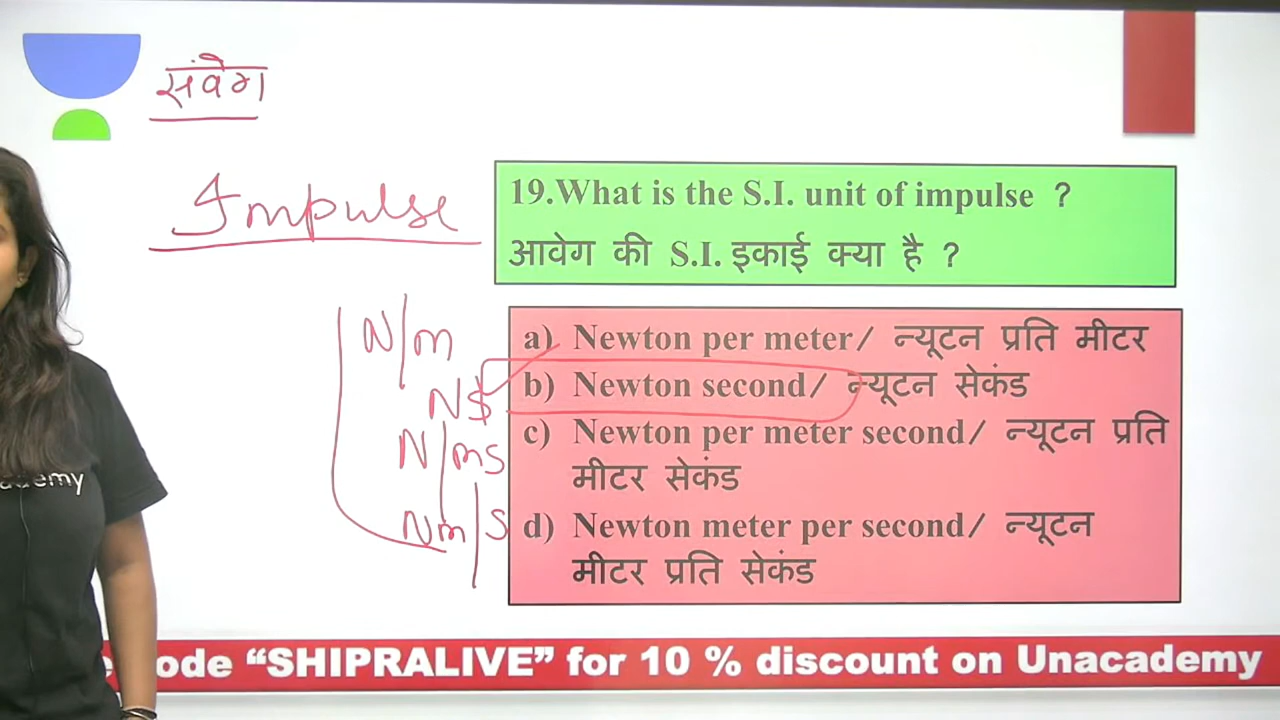 संवेग
Impulse
19.What is the S.I. unit of impulse ?
आवेग की S.I. इकाई क्या है ?
N/m
NS
N/ms
Nm/s
a) Newton per meter/ न्यूटन प्रति मीटर
b) Newton second/ न्यूटन सेकंड
c) Newton per meter second/ न्यूटन प्रति
मीटर सेकंड
d) Newton meter per second/ न्यूटन
मीटर प्रति सेकंड
ademy
ode “SHIPRALIVE” for 10 % discount on Unacademy